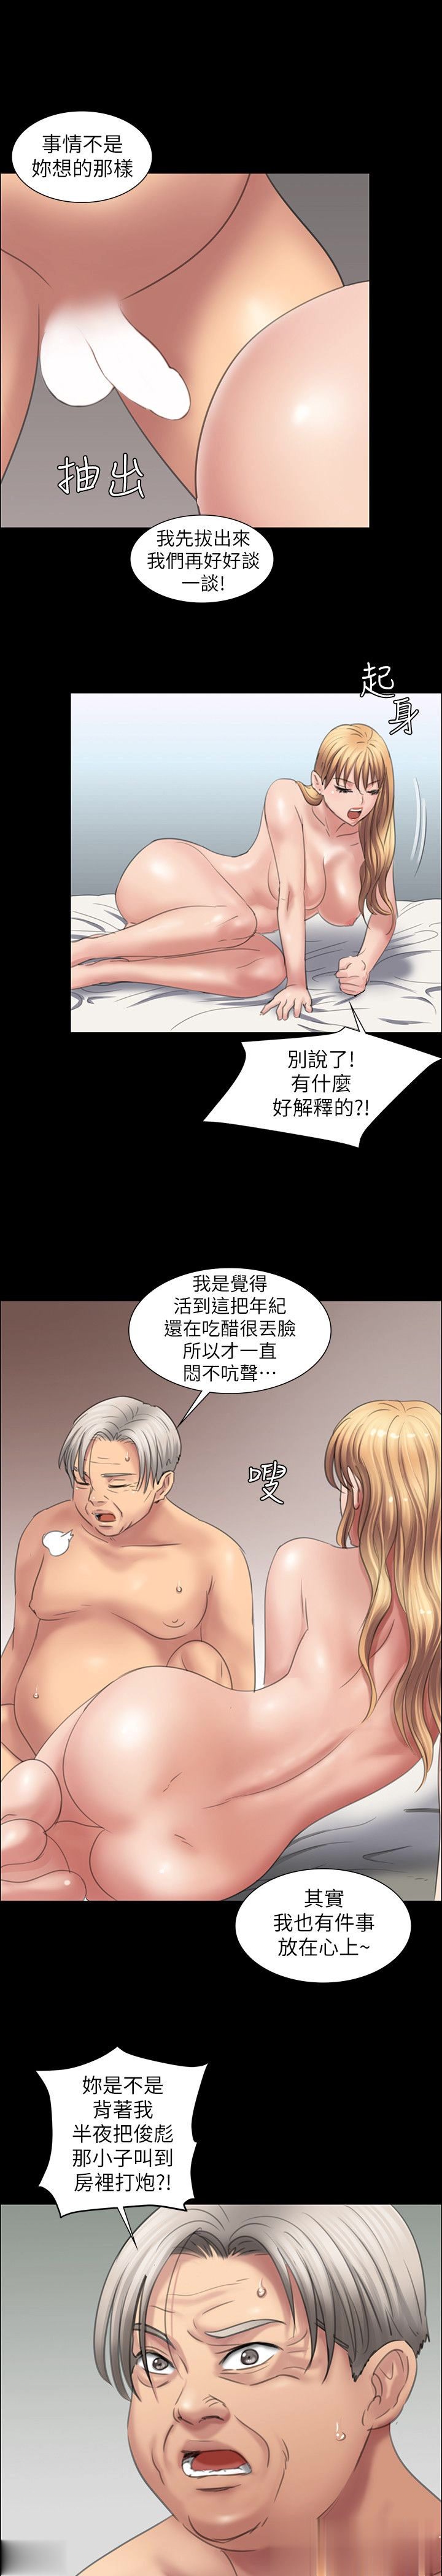 事情不是
妳想的那樣
抽出
我先拔出來
我們再好好談
一談!
起身
別說了!
有什麼
好解釋的?!
我是覺得
活到這把年紀
還在吃醋很丟臉
所以才一直
悶不吭聲⋯
嗖
其實
我也有件事
放在心上~
妳是不是
背著我
半夜把俊彪
那小子叫到
房裡打炮?!